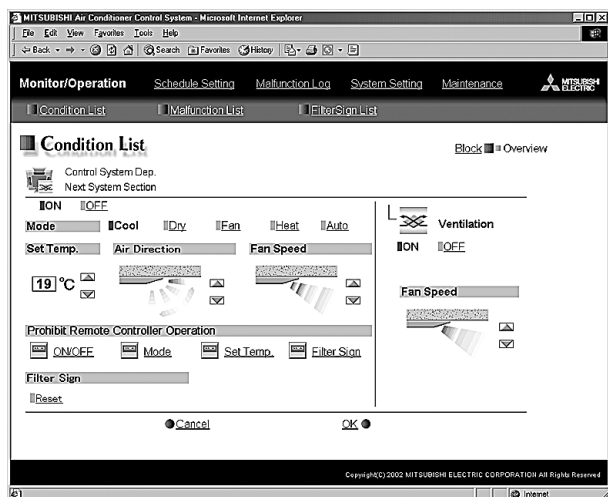 MITSUBISHI Air Conditioner Control System - Microsoft Internet Explorer
File Edit View Favorites Tools Help
Back Search Favorites History
Monitor/Operation Schedule Setting Malfunction Log System Setting Maintenance MITSUBISHI ELECTRIC
Condition List Malfunction List FilterSign List
Condition List
Block Overview
Control System Dep.
Next System Section
ON OFF
Mode Cool Dry Fan Heat Auto
Set Temp. Air Direction Fan Speed
19 °C
Prohibit Remote Controller Operation
ON/OFF Mode Set Temp. Filter Sign
Filter Sign
Reset
Ventilation
ON OFF
Fan Speed
Cancel OK
Copyright(C) 2002 MITSUBISHI ELECTRIC CORPORATION All Rights Reserved
Internet